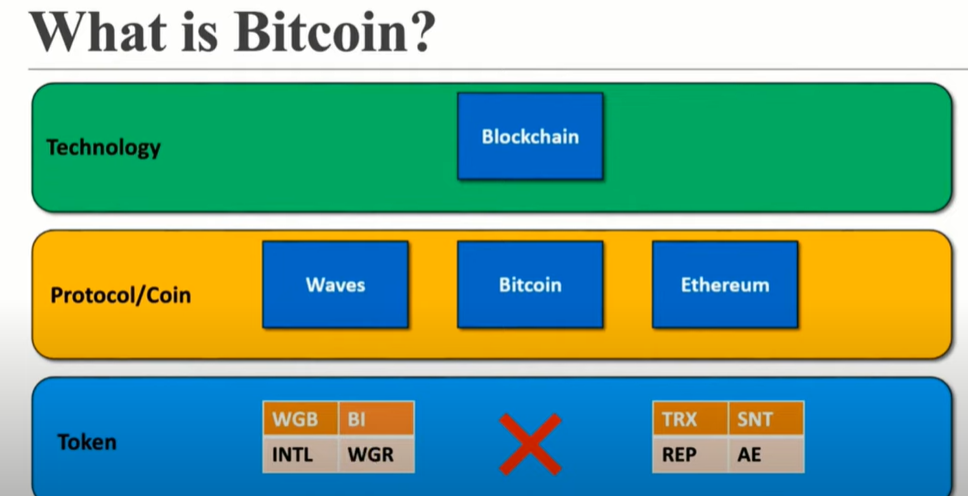 What is Bitcoin?
Technology
Blockchain
Protocol/Coin
Waves
Bitcoin
Ethereum
Token
WGB BI
INTL WGR
TRX SNT
REP AE